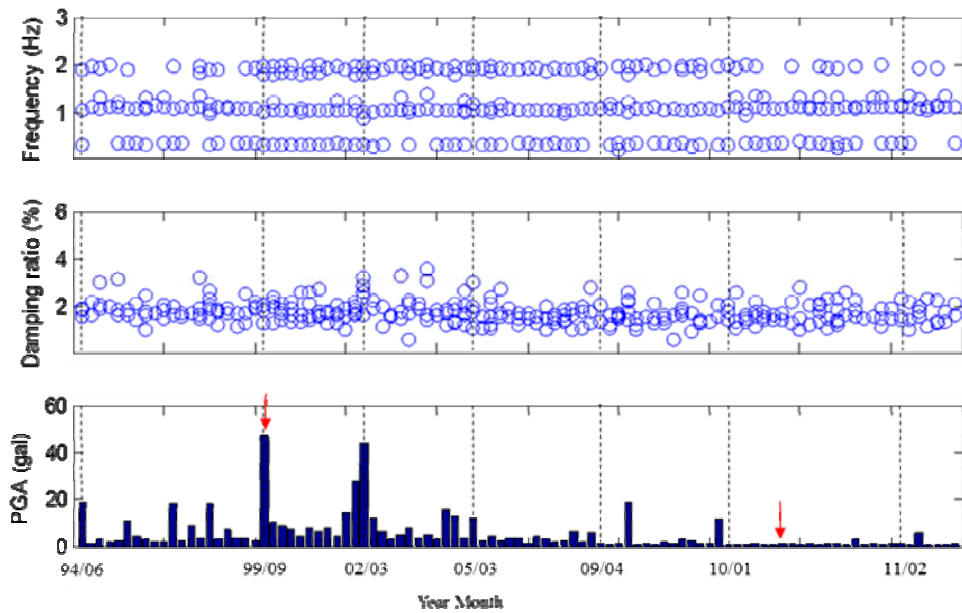 Frequency (Hz)
3
2
1
Damping ratio (%)
6
4
2
PGA (gal)
60
40
20
0
94/06 99/09 02/03 05/03 09/04 10/01 11/02
Year Month